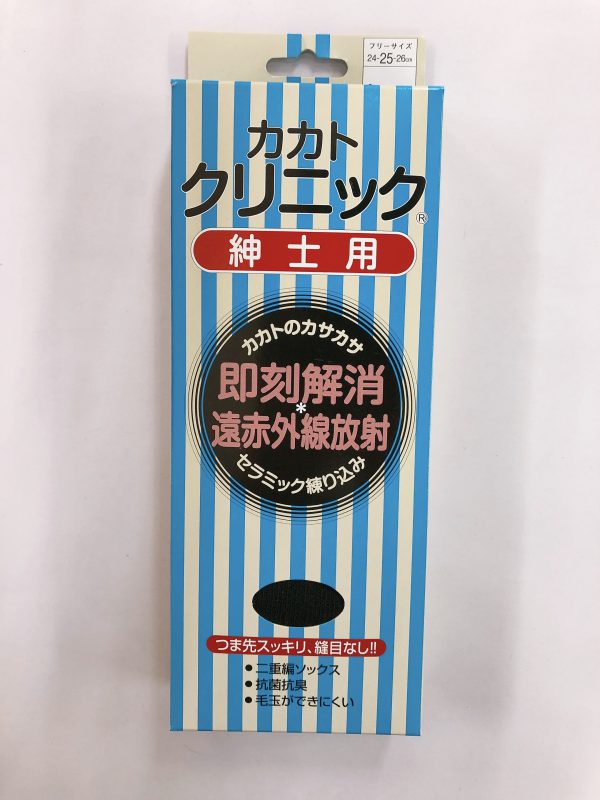 フリーサイズ
24-25-26cm
カカト
クリニック®
紳士用
カカトのカサカサ
即刻解消
*
遠赤外線放射
セラミック練り込み
つま先スッキリ、縫目なし!!
●二重編ソックス
●抗菌抗臭
●毛玉ができにくい